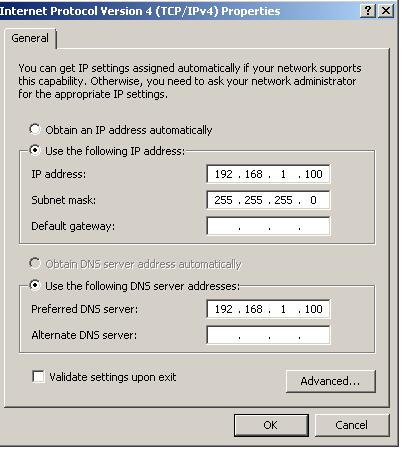 Internet Protocol Version 4 (TCP/IPv4) Properties
General
You can get IP settings assigned automatically if your network supports
this capability. Otherwise, you need to ask your network administrator
for the appropriate IP settings.
Obtain an IP address automatically
Use the following IP address:
IP address: 192 . 168 . 1 . 100
Subnet mask: 255 . 255 . 255 . 0
Default gateway: . . .
Obtain DNS server address automatically
Use the following DNS server addresses:
Preferred DNS server: 192 . 168 . 1 . 100
Alternate DNS server: . . .
Validate settings upon exit
Advanced...
OK Cancel